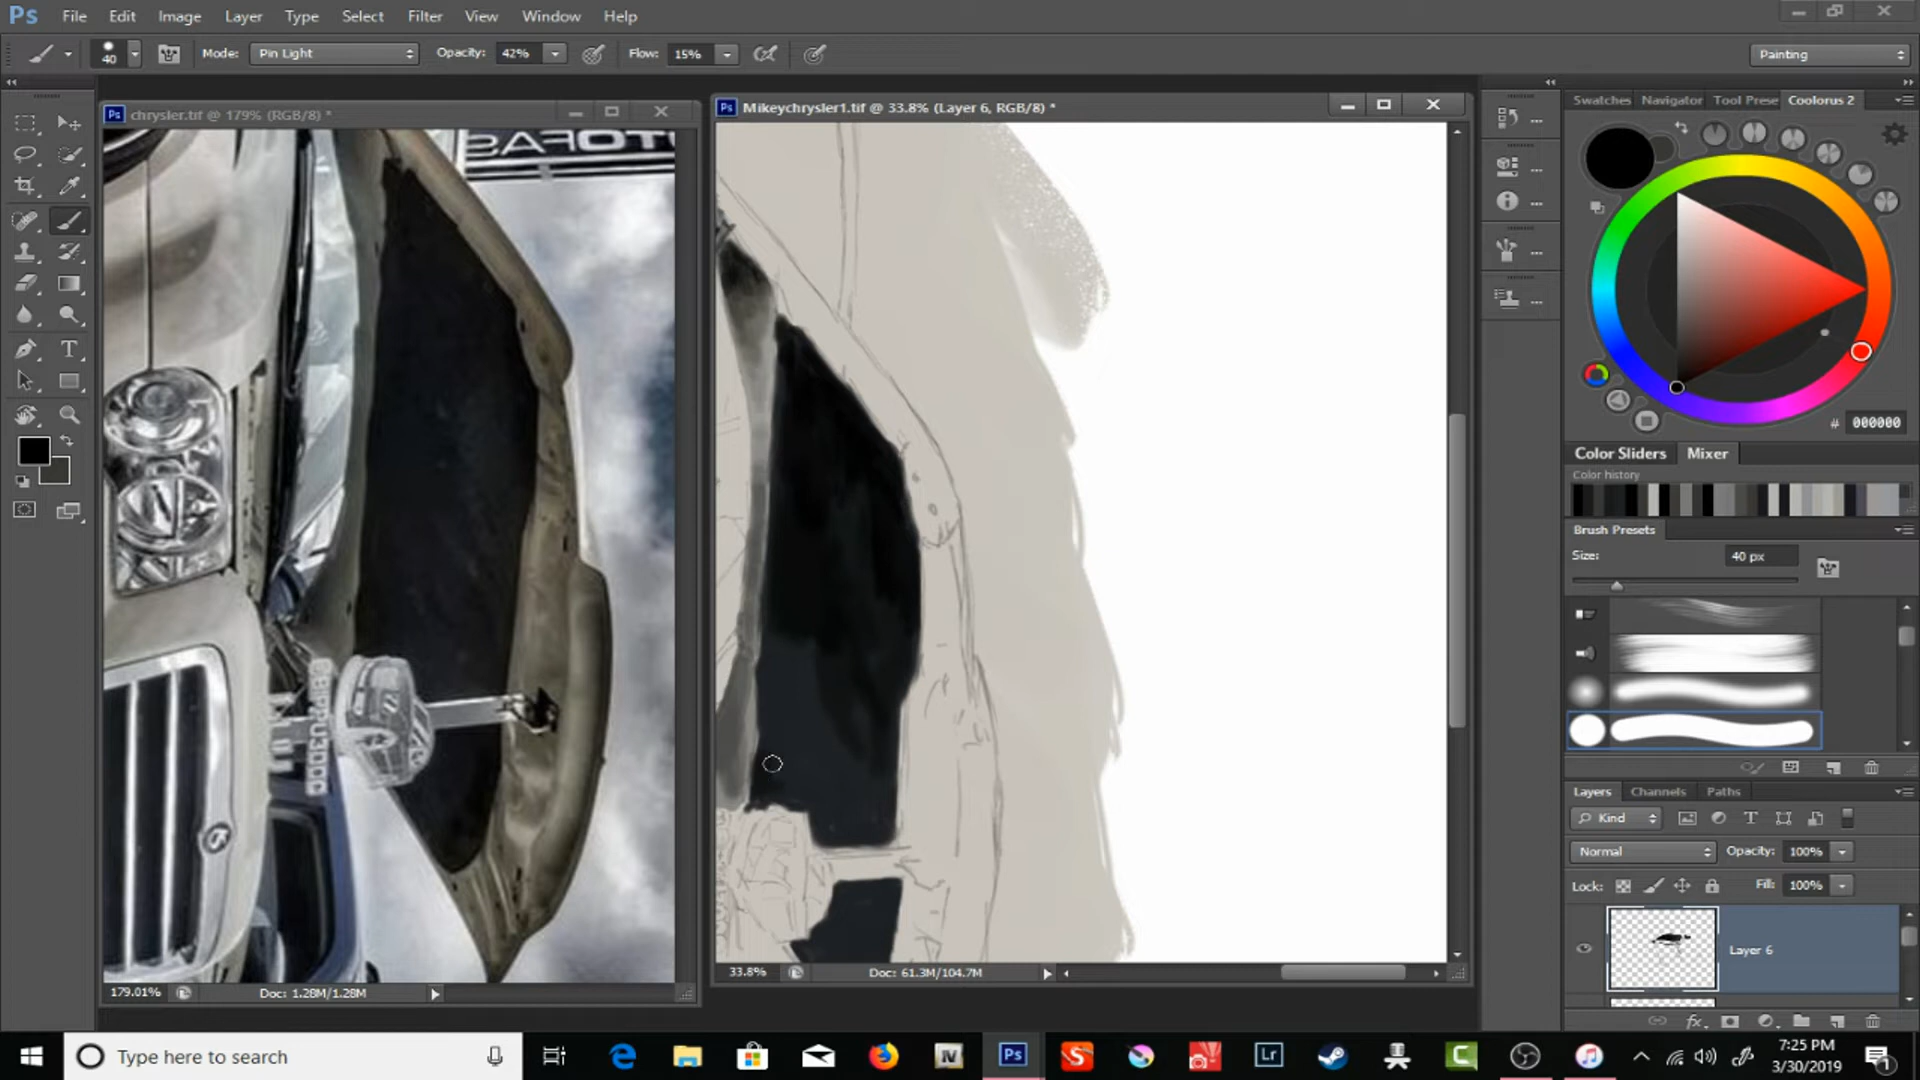 Ps File Edit Image Layer Type Select Filter View Window Help
40 Mode: Pin Light Opacity: 42% Flow: 15% Painting
chrysler.tif @ 179% (RGB/8) *
Mikeychrysler1.tif @ 33.8% (Layer 6, RGB/8) *
Swatches Navigator Tool Prese Coolorus 2
# 000000
Color Sliders Mixer
Color history
Brush Presets
Size: 40 px
Layers Channels Paths
Kind
Normal Opacity: 100%
Lock: Fill: 100%
Layer 6
179.01% Doc: 1.28M/1.28M
33.8% Doc: 61.3M/104.7M
Type here to search
Ps Lr
7:25 PM
3/30/2019
1